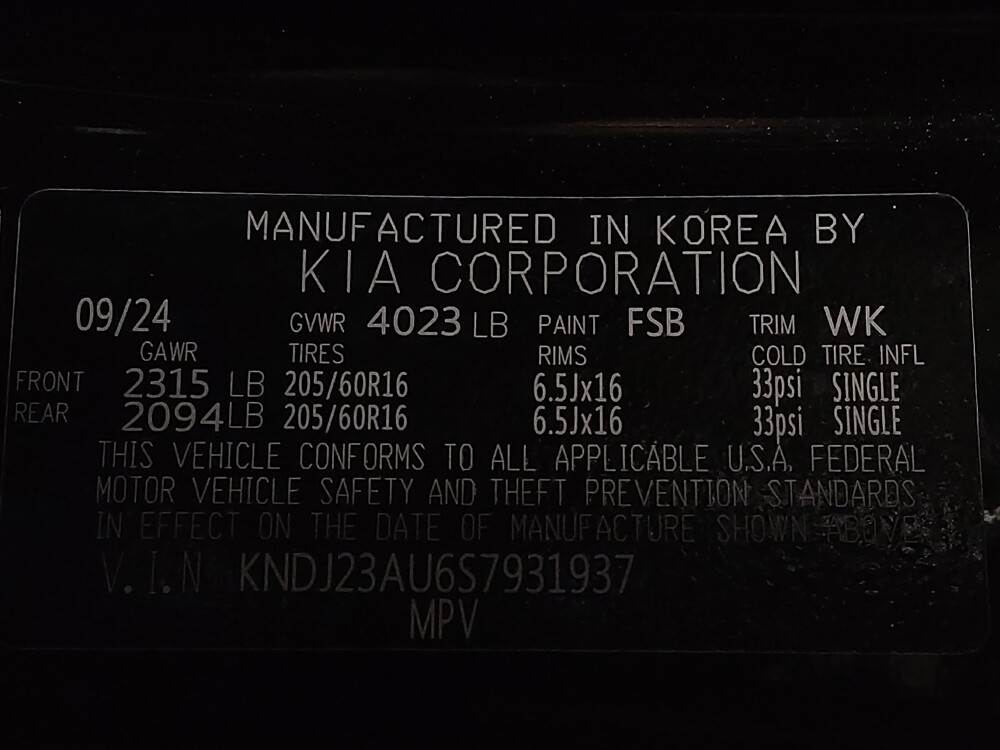 MANUFACTURED IN KOREA BY
KIA CORPORATION
09/24 GVWR 4023 LB PAINT FSB TRIM WK
GAWR TIRES RIMS COLD TIRE INFL
FRONT 2315 LB 205/60R16 6.5Jx16 33psi SINGLE
REAR 2094 LB 205/60R16 6.5Jx16 33psi SINGLE
THIS VEHICLE CONFORMS TO ALL APPLICABLE U.S.A. FEDERAL
MOTOR VEHICLE SAFETY AND THEFT PREVENTION STANDARDS
IN EFFECT ON THE DATE OF MANUFACTURE SHOWN ABOVE.
V.I.N KNDJ23AU6S7931937
MPV